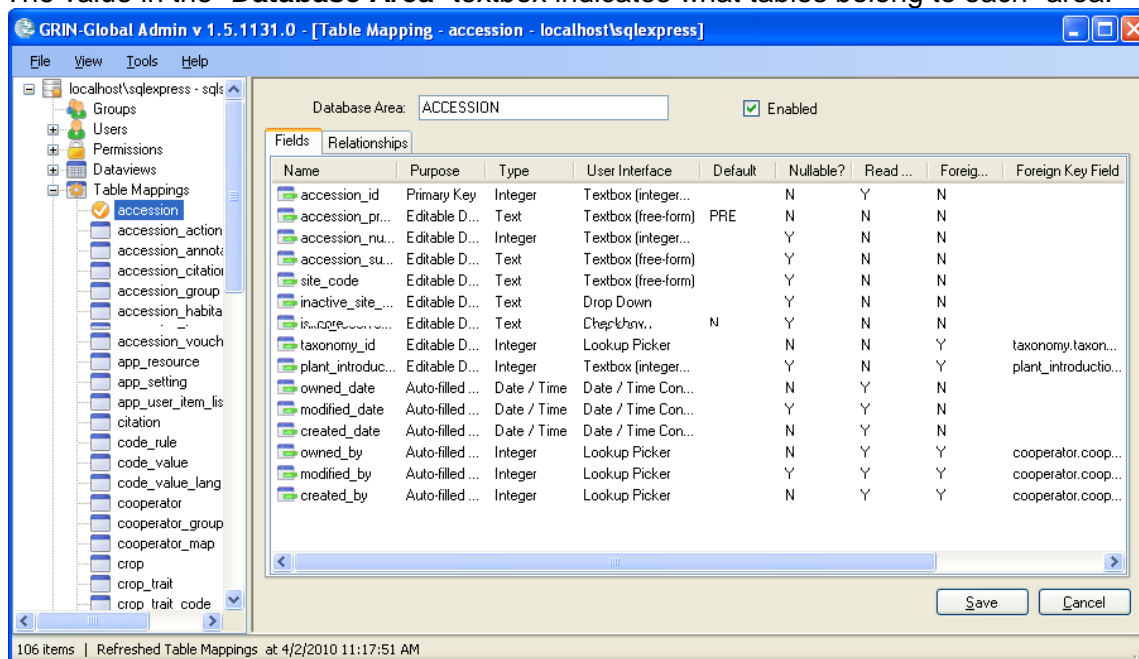 The value in the "Database Area" textbox indicates what tables belong to each "area."
GRIN-Global Admin v 1.5.1131.0 - [Table Mapping - accession - localhost\sqlexpress]
File View Tools Help
localhost\sqlexpress - sqls
Groups
Users
Permissions
Dataviews
Table Mappings
accession
accession_action
accession_annota
accession_citation
accession_group
accession_habita
accession_vouch
app_resource
app_setting
app_user_item_lis
citation
code_rule
code_value
code_value_lang
cooperator
cooperator_group
cooperator_map
crop
crop_trait
crop_trait_code
Database Area: ACCESSION Enabled
Fields Relationships
Name Purpose Type User Interface Default Nullable? Read ... Foreig... Foreign Key Field
accession_id Primary Key Integer Textbox (integer... N Y N
accession_pr... Editable D... Text Textbox (free-form) PRE N N N
accession_nu... Editable D... Integer Textbox (integer... Y N N
accession_su... Editable D... Text Textbox (free-form) Y N N
site_code Editable D... Text Textbox (free-form) Y N N
inactive_site_... Editable D... Text Drop Down Y N N
Editable D... Text N Y N N
taxonomy_id Editable D... Integer Lookup Picker N N Y taxonomy.taxon...
plant_introduc... Editable D... Integer Textbox (integer... Y N Y plant_introductio...
owned_date Auto-filled ... Date / Time Date / Time Con... N Y N
modified_date Auto-filled ... Date / Time Date / Time Con... Y Y N
created_date Auto-filled ... Date / Time Date / Time Con... N Y N
owned_by Auto-filled ... Integer Lookup Picker N Y Y cooperator.coop...
modified_by Auto-filled ... Integer Lookup Picker Y Y Y cooperator.coop...
created_by Auto-filled ... Integer Lookup Picker N Y Y cooperator.coop...
Save Cancel
106 items | Refreshed Table Mappings at 4/2/2010 11:17:51 AM